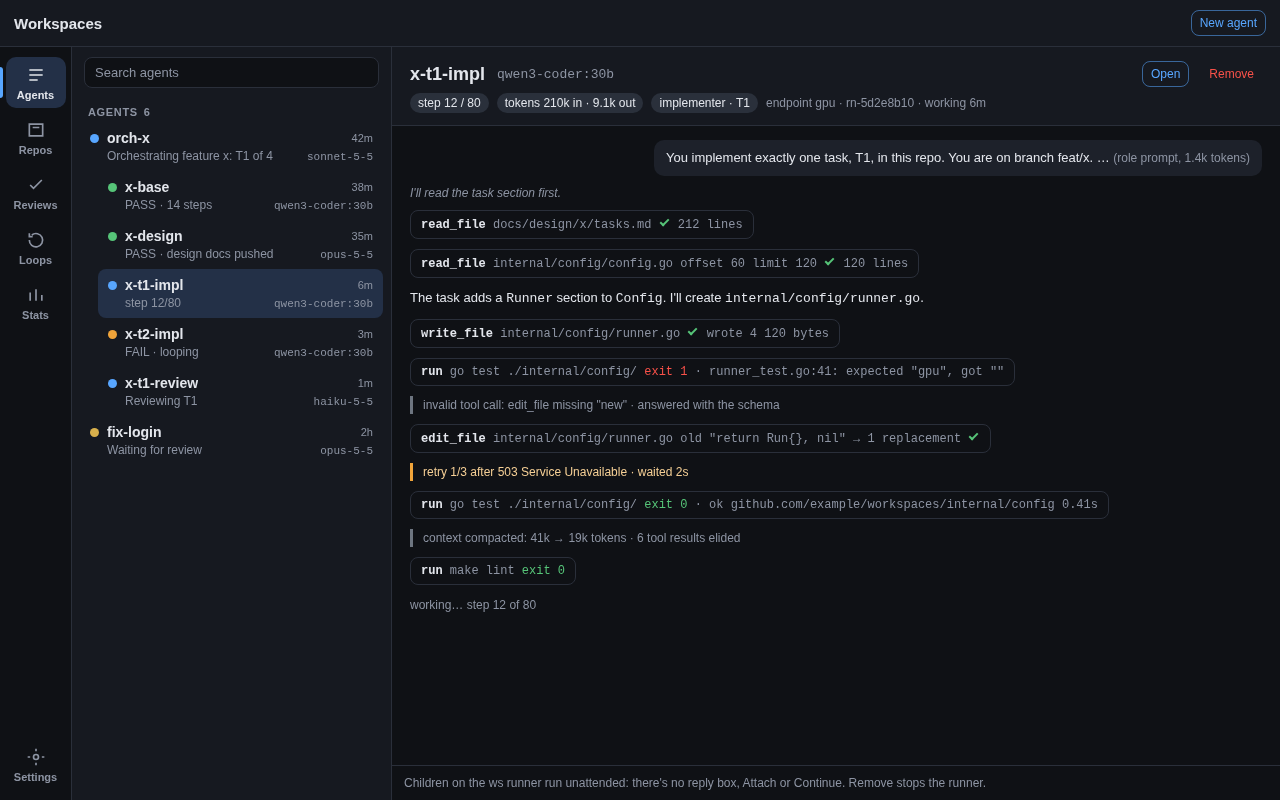 Workspaces
New agent
Agents
Repos
Reviews
Loops
Stats
Settings
Search agents
AGENTS 6
orch-x 42m
Orchestrating feature x: T1 of 4 sonnet-5-5
x-base 38m
PASS · 14 steps qwen3-coder:30b
x-design 35m
PASS · design docs pushed opus-5-5
x-t1-impl 6m
step 12/80 qwen3-coder:30b
x-t2-impl 3m
FAIL · looping qwen3-coder:30b
x-t1-review 1m
Reviewing T1 haiku-5-5
fix-login 2h
Waiting for review opus-5-5
x-t1-impl qwen3-coder:30b Open Remove
step 12 / 80 tokens 210k in · 9.1k out implementer · T1 endpoint gpu · rn-5d2e8b10 · working 6m
You implement exactly one task, T1, in this repo. You are on branch feat/x. … (role prompt, 1.4k tokens)
I'll read the task section first.
read_file docs/design/x/tasks.md ✓ 212 lines
read_file internal/config/config.go offset 60 limit 120 ✓ 120 lines
The task adds a Runner section to Config. I'll create internal/config/runner.go.
write_file internal/config/runner.go ✓ wrote 4 120 bytes
run go test ./internal/config/ exit 1 · runner_test.go:41: expected "gpu", got ""
invalid tool call: edit_file missing "new" · answered with the schema
edit_file internal/config/runner.go old "return Run{}, nil" → 1 replacement ✓
retry 1/3 after 503 Service Unavailable · waited 2s
run go test ./internal/config/ exit 0 · ok github.com/example/workspaces/internal/config 0.41s
context compacted: 41k → 19k tokens · 6 tool results elided
run make lint exit 0
working… step 12 of 80
Children on the ws runner run unattended: there's no reply box, Attach or Continue. Remove stops the runner.